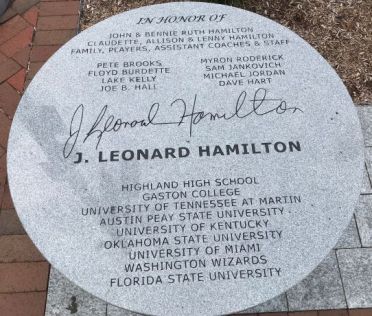 IN HONOR OF
JOHN & BENNIE RUTH HAMILTON
CLAUDETTE, ALLISON & LENNY HAMILTON
FAMILY, PLAYERS, ASSISTANT COACHES & STAFF
PETE BROOKS
FLOYD BURDETTE
LAKE KELLY
JOE B. HALL
MYRON RODERICK
SAM JANKOVICH
MICHAEL JORDAN
DAVE HART
J Leonard Hamilton
J. LEONARD HAMILTON
HIGHLAND HIGH SCHOOL
GASTON COLLEGE
UNIVERSITY OF TENNESSEE AT MARTIN
AUSTIN PEAY STATE UNIVERSITY
UNIVERSITY OF KENTUCKY
OKLAHOMA STATE UNIVERSITY
UNIVERSITY OF MIAMI
WASHINGTON WIZARDS
FLORIDA STATE UNIVERSITY